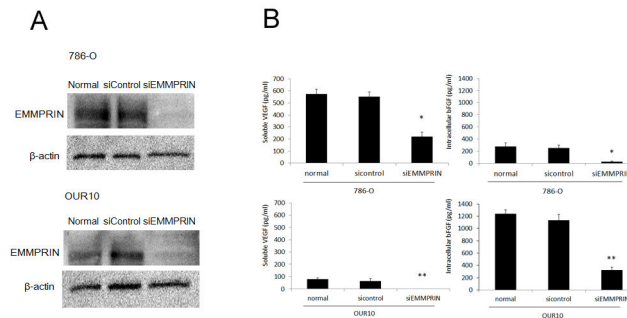 A
786-O
Normal siControl siEMMPRIN
EMMPRIN
β-actin
OUR10
Normal siControl siEMMPRIN
EMMPRIN
β-actin
B
Soluble VEGF (pg/ml)
700
600
500
400
300
200
100
0
*
normal sicontrol siEMMPRIN
786-O
Intracellular bFGF (pg/ml)
1400
1200
1000
800
600
400
200
0
*
normal sicontrol siEMMPRIN
786-O
Soluble VEGF (pg/ml)
700
600
500
400
300
200
100
0
**
normal sicontrol siEMMPRIN
OUR10
Intracellular bFGF (pg/ml)
1400
1200
1000
800
600
400
200
0
**
normal sicontrol siEMMPRIN
OUR10